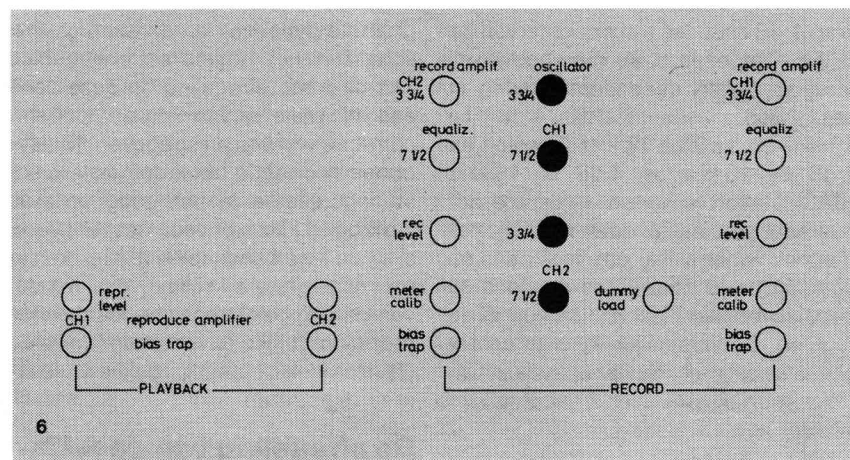 record amplif oscillator record amplif
CH2 CH1
3 3/4 3 3/4 3 3/4
equaliz. CH1 equaliz
7 1/2 7 1/2 7 1/2
rec level 3 3/4 rec level
CH2
repr. level meter calib 7 1/2 dummy load meter calib
CH1 reproduce amplifier CH2
bias trap bias trap bias trap
PLAYBACK RECORD
6